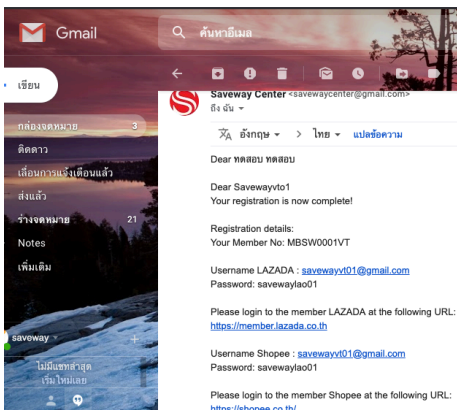 Gmail
ค้นหาอีเมล
เขียน
กล่องจดหมาย 3
ติดดาว
เลื่อนการแจ้งเตือนแล้ว
ส่งแล้ว
ร่างจดหมาย 21
Notes
เพิ่มเติม
saveway
ไม่มีแชทล่าสุด
เริ่มใหม่เลย
Saveway Center <savewaycenter@gmail.com>
ถึง ฉัน
อังกฤษ > ไทย แปลข้อความ
Dear ทดสอบ ทดสอบ
Dear Savewayvto1
Your registration is now complete!
Registration details:
Your Member No: MBSW0001VT
Username LAZADA : savewayvt01@gmail.com
Password: savewaylao01
Please login to the member LAZADA at the following URL:
https://member.lazada.co.th
Username Shopee : savewayvt01@gmail.com
Password: savewaylao01
Please login to the member Shopee at the following URL:
https://shopee.co.th/